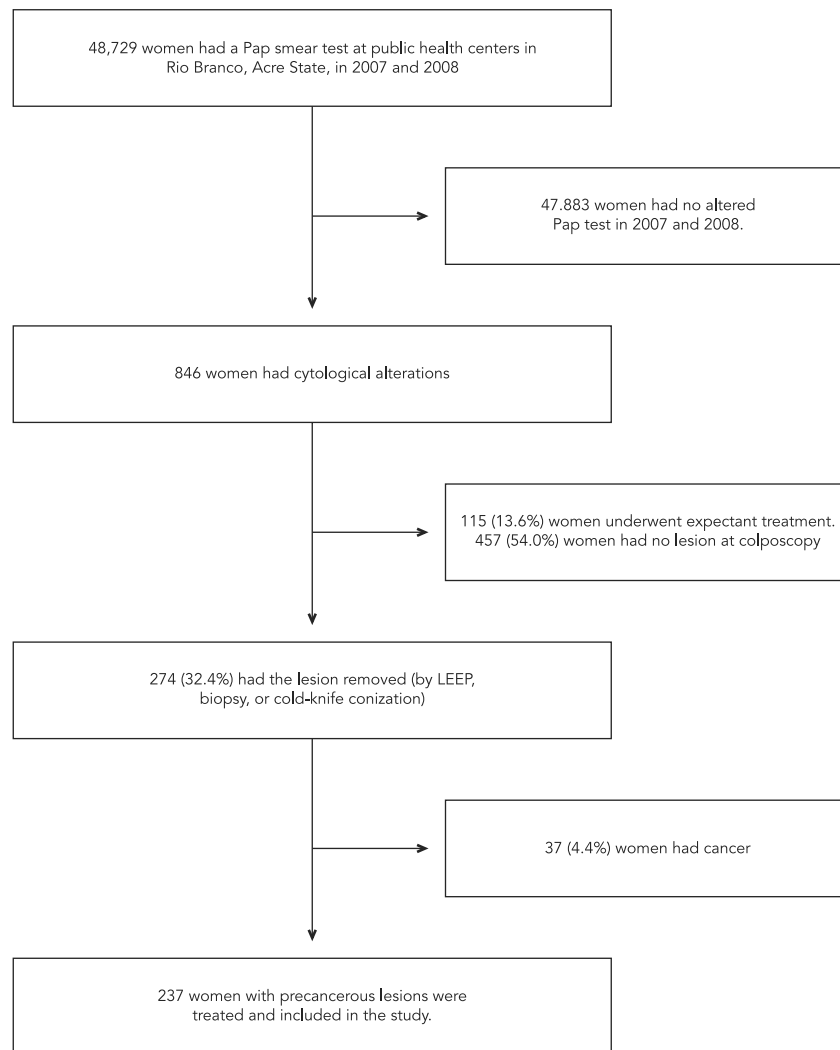 48,729 women had a Pap smear test at public health centers in
Rio Branco, Acre State, in 2007 and 2008
47.883 women had no altered
Pap test in 2007 and 2008.
846 women had cytological alterations
115 (13.6%) women underwent expectant treatment.
457 (54.0%) women had no lesion at colposcopy
274 (32.4%) had the lesion removed (by LEEP,
biopsy, or cold-knife conization)
37 (4.4%) women had cancer
237 women with precancerous lesions were
treated and included in the study.